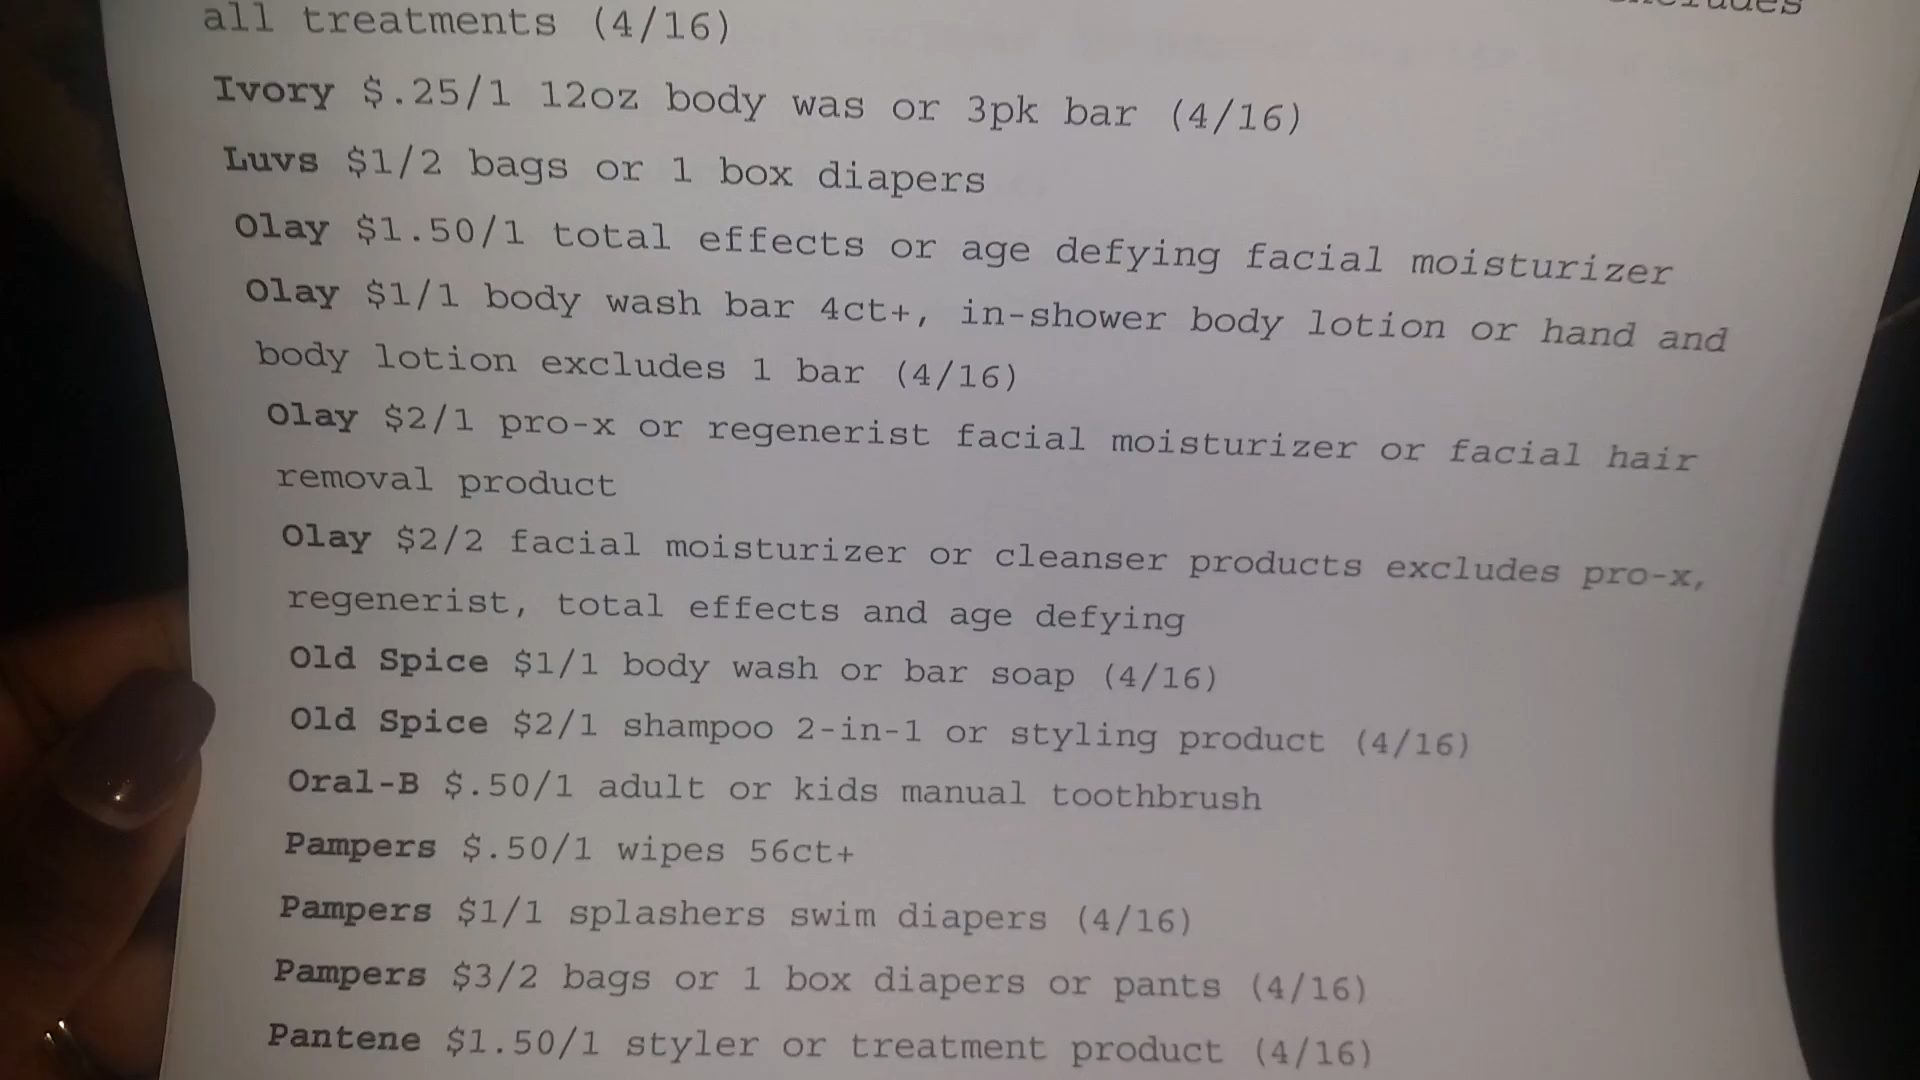 all treatments (4/16)
Ivory $.25/1 12oz body was or 3pk bar (4/16)
Luvs $1/2 bags or 1 box diapers
Olay $1.50/1 total effects or age defying facial moisturizer
Olay $1/1 body wash bar 4ct+, in-shower body lotion or hand and
body lotion excludes 1 bar (4/16)
Olay $2/1 pro-x or regenerist facial moisturizer or facial hair
removal product
Olay $2/2 facial moisturizer or cleanser products excludes pro-x,
regenerist, total effects and age defying
Old Spice $1/1 body wash or bar soap (4/16)
Old Spice $2/1 shampoo 2-in-1 or styling product (4/16)
Oral-B $.50/1 adult or kids manual toothbrush
Pampers $.50/1 wipes 56ct+
Pampers $1/1 splashers swim diapers (4/16)
Pampers $3/2 bags or 1 box diapers or pants (4/16)
Pantene $1.50/1 styler or treatment product (4/16)